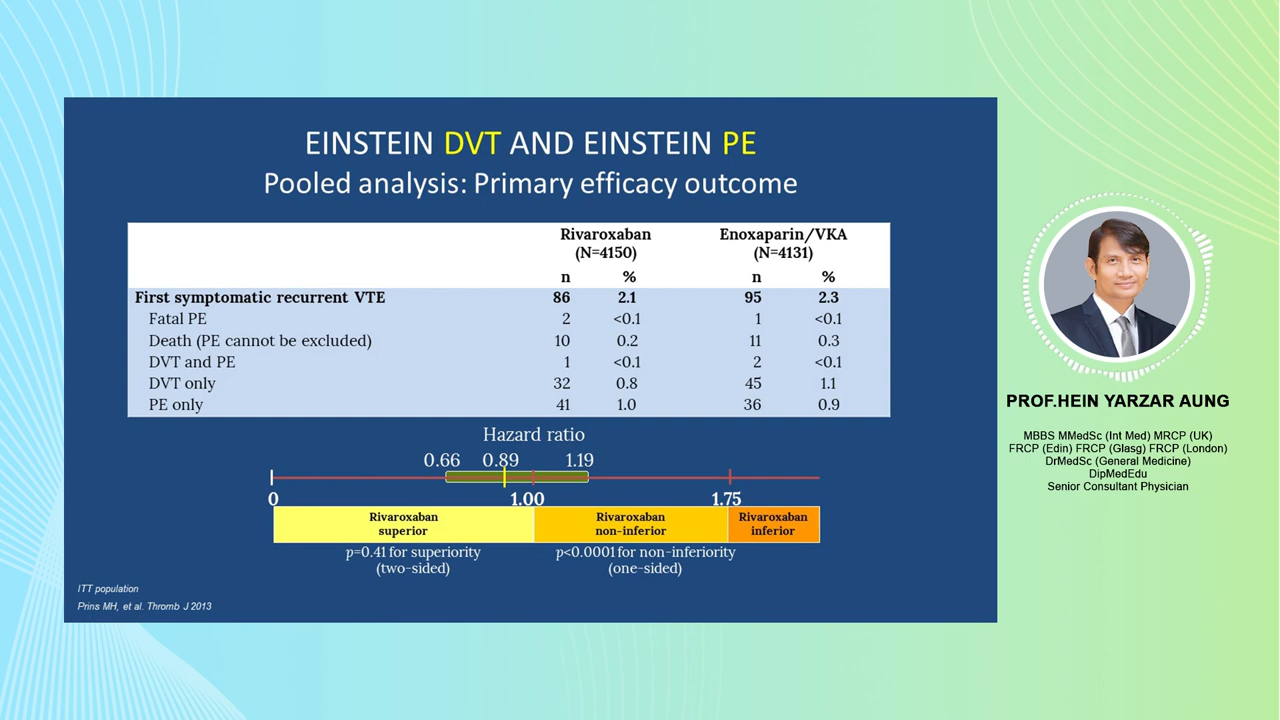 EINSTEIN DVT AND EINSTEIN PE
Pooled analysis: Primary efficacy outcome
Rivaroxaban Enoxaparin/VKA
(N=4150) (N=4131)
n % n %
First symptomatic recurrent VTE 86 2.1 95 2.3
Fatal PE 2 <0.1 1 <0.1
Death (PE cannot be excluded) 10 0.2 11 0.3
DVT and PE 1 <0.1 2 <0.1
DVT only 32 0.8 45 1.1
PE only 41 1.0 36 0.9
Hazard ratio
0.66 0.89 1.19
0 1.00 1.75
Rivaroxaban superior
Rivaroxaban non-inferior
Rivaroxaban inferior
p=0.41 for superiority
(two-sided)
p<0.0001 for non-inferiority
(one-sided)
ITT population
Prins MH, et al. Thromb J 2013
PROF.HEIN YARZAR AUNG
MBBS MMedSc (Int Med) MRCP (UK)
FRCP (Edin) FRCP (Glasg) FRCP (London)
DrMedSc (General Medicine)
DipMedEdu
Senior Consultant Physician